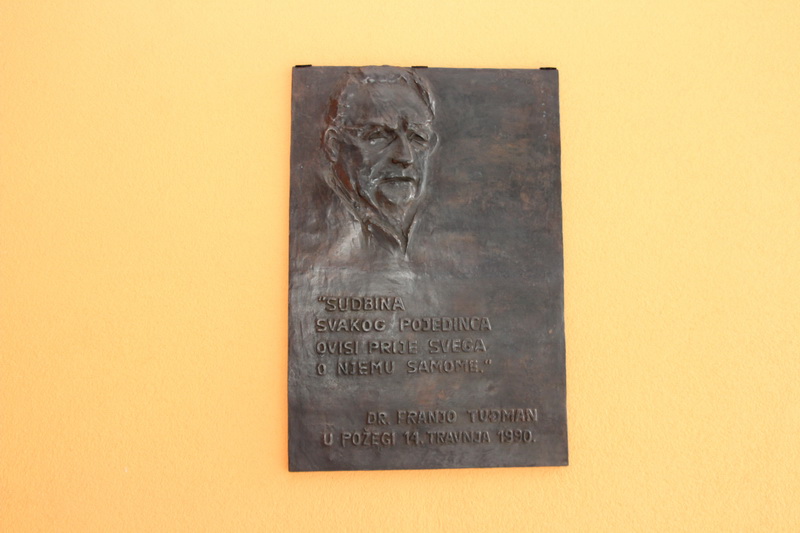 "SUDBINA
SVAKOG POJEDINCA
OVISI PRIJE SVEGA
O NJEMU SAMOME."
DR. FRANJO TUĐMAN
U POŽEGI 14. TRAVNJA 1990.